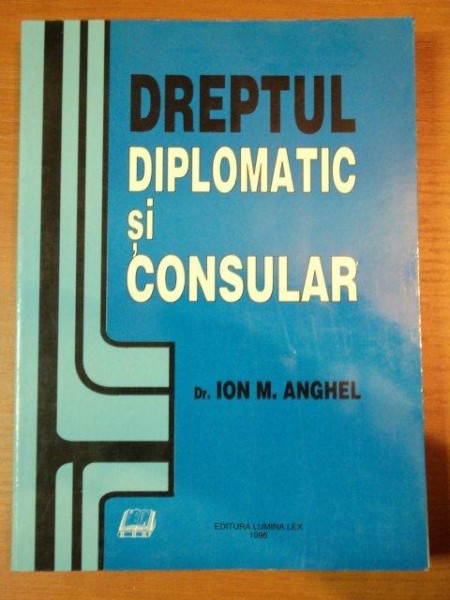 DREPTUL
DIPLOMATIC
și
CONSULAR
Dr. ION M. ANGHEL
EDITURA LUMINA LEX
1996